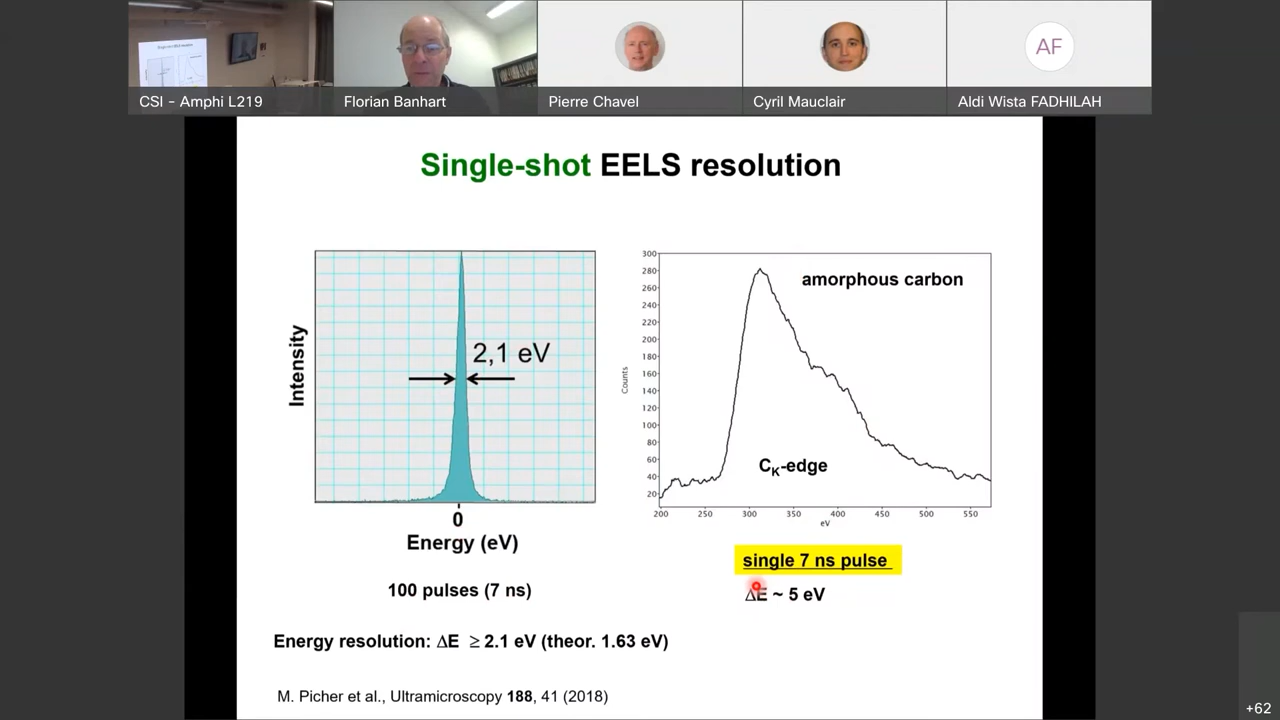 CSI - Amphi L219
Florian Banhart
Pierre Chavel
Cyril Mauclair
AF
Aldi Wista FADHILAH
Single-shot EELS resolution
Intensity
2,1 eV
0
Energy (eV)
100 pulses (7 ns)
300
280
260
240
220
200
180
160
140
120
100
80
60
40
20
Counts
amorphous carbon
CK-edge
200 250 300 350 400 450 500 550
eV
single 7 ns pulse
ΔE ~ 5 eV
Energy resolution: ΔE ≥ 2.1 eV (theor. 1.63 eV)
M. Picher et al., Ultramicroscopy 188, 41 (2018)
+62